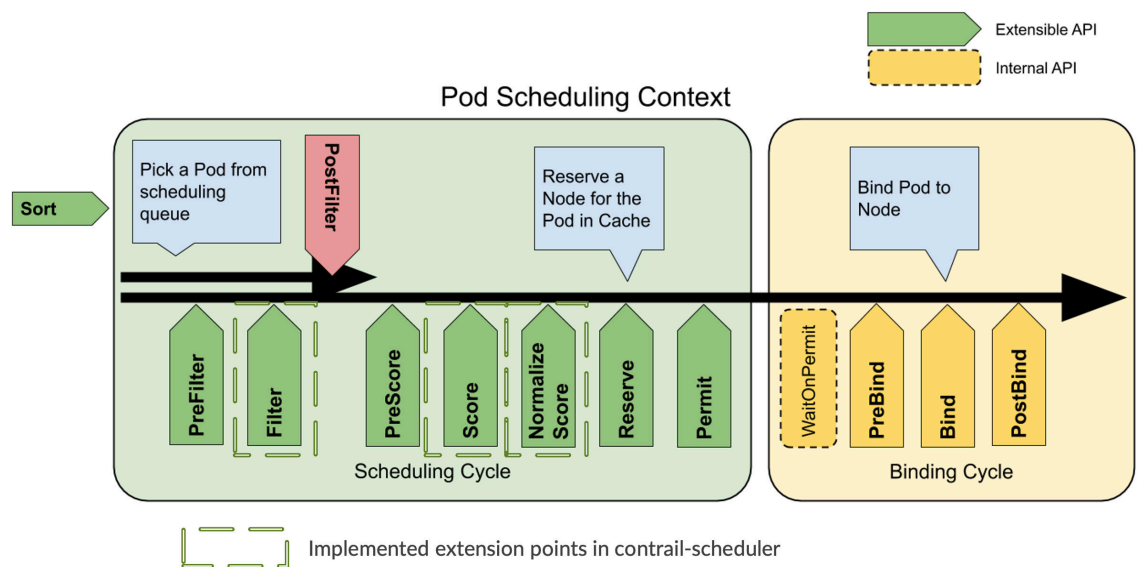 Extensible API
Internal API
Pod Scheduling Context
Sort
Pick a Pod from
scheduling
queue
PostFilter
Reserve a
Node for the
Pod in Cache
Bind Pod to
Node
PreFilter
Filter
PreScore
Score
Normalize
Score
Reserve
Permit
WaitOnPermit
PreBind
Bind
PostBind
Scheduling Cycle
Binding Cycle
Implemented extension points in contrail-scheduler